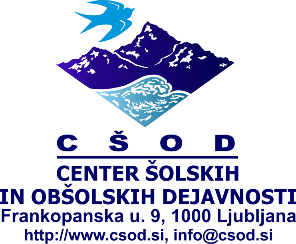 CŠOD
CENTER ŠOLSKIH
IN OBŠOLSKIH DEJAVNOSTI
Frankopanska u. 9, 1000 Ljubljana
http://www.csod.si, info@csod.si